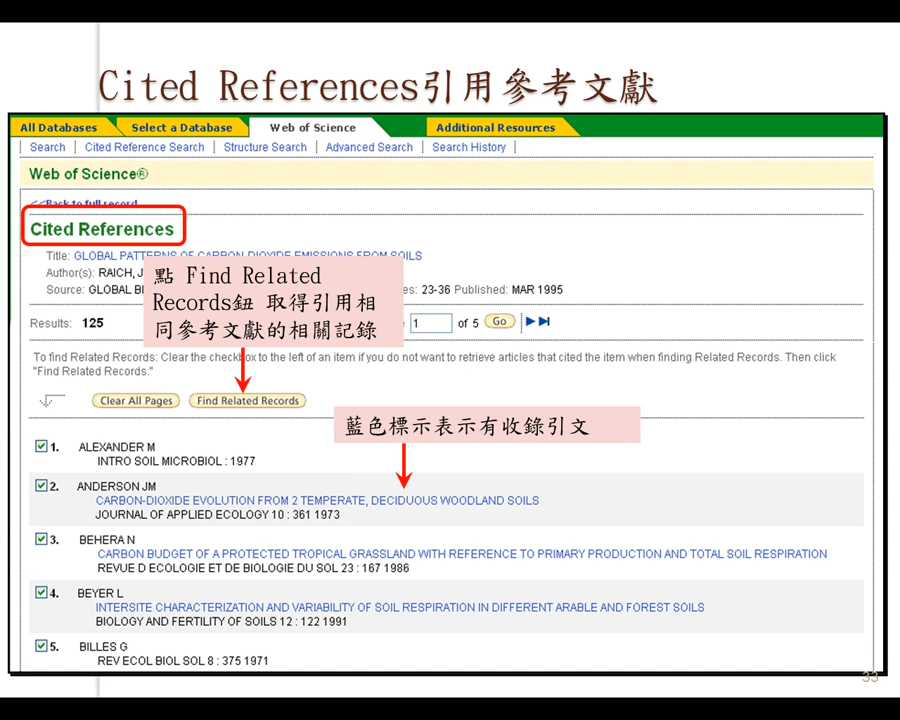 Cited References引用參考文獻
All Databases Select a Database Web of Science Additional Resources
Search Cited Reference Search Structure Search Advanced Search Search History
Web of Science®
<<Back to full record
Cited References
Title: GLOBAL PATTERNS OF CARBON-DIOXIDE EMISSIONS FROM SOILS
Author(s): RAICH, J
Source: GLOBAL BI
es: 23-36 Published: MAR 1995
點 Find Related
Records鈕 取得引用相
同參考文獻的相關記錄
Results: 125
1 of 5 Go
To find Related Records: Clear the checkbox to the left of an item if you do not want to retrieve articles that cited the item when finding Related Records. Then click
"Find Related Records."
Clear All Pages Find Related Records
藍色標示表示有收錄引文
1. ALEXANDER M
INTRO SOIL MICROBIOL : 1977
2. ANDERSON JM
CARBON-DIOXIDE EVOLUTION FROM 2 TEMPERATE, DECIDUOUS WOODLAND SOILS
JOURNAL OF APPLIED ECOLOGY 10 : 361 1973
3. BEHERA N
CARBON BUDGET OF A PROTECTED TROPICAL GRASSLAND WITH REFERENCE TO PRIMARY PRODUCTION AND TOTAL SOIL RESPIRATION
REVUE D ECOLOGIE ET DE BIOLOGIE DU SOL 23 : 167 1986
4. BEYER L
INTERSITE CHARACTERIZATION AND VARIABILITY OF SOIL RESPIRATION IN DIFFERENT ARABLE AND FOREST SOILS
BIOLOGY AND FERTILITY OF SOILS 12 : 122 1991
5. BILLES G
REV ECOL BIOL SOL 8 : 375 1971
33